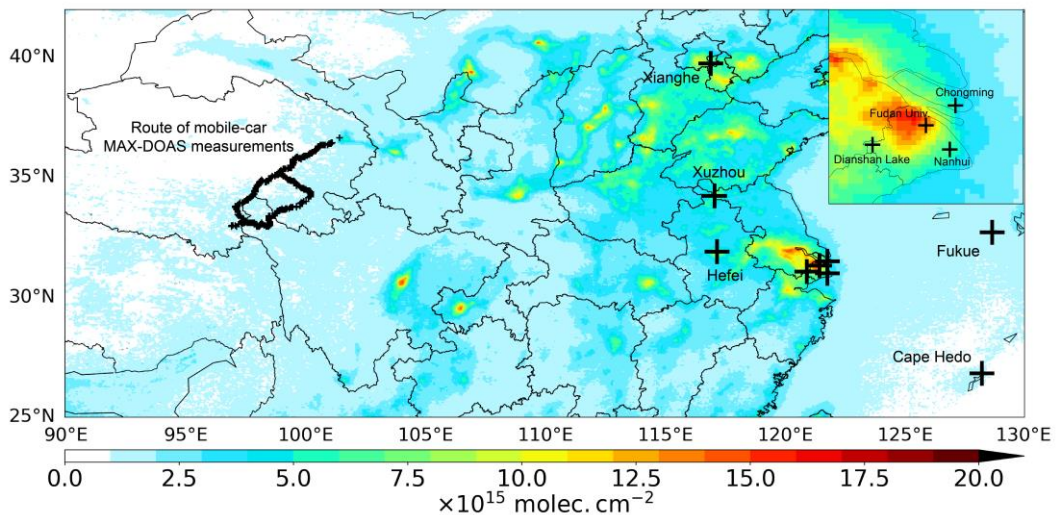 40°N
35°N
30°N
25°N
Route of mobile-car
MAX-DOAS measurements
Xianghe
Xuzhou
Hefei
Chongming
Fudan Univ.
Dianshan Lake
Nanhui
Fukue
Cape Hedo
90°E 95°E 100°E 105°E 110°E 115°E 120°E 125°E 130°E
0.0 2.5 5.0 7.5 10.0 12.5 15.0 17.5 20.0
×10¹⁵ molec. cm⁻²